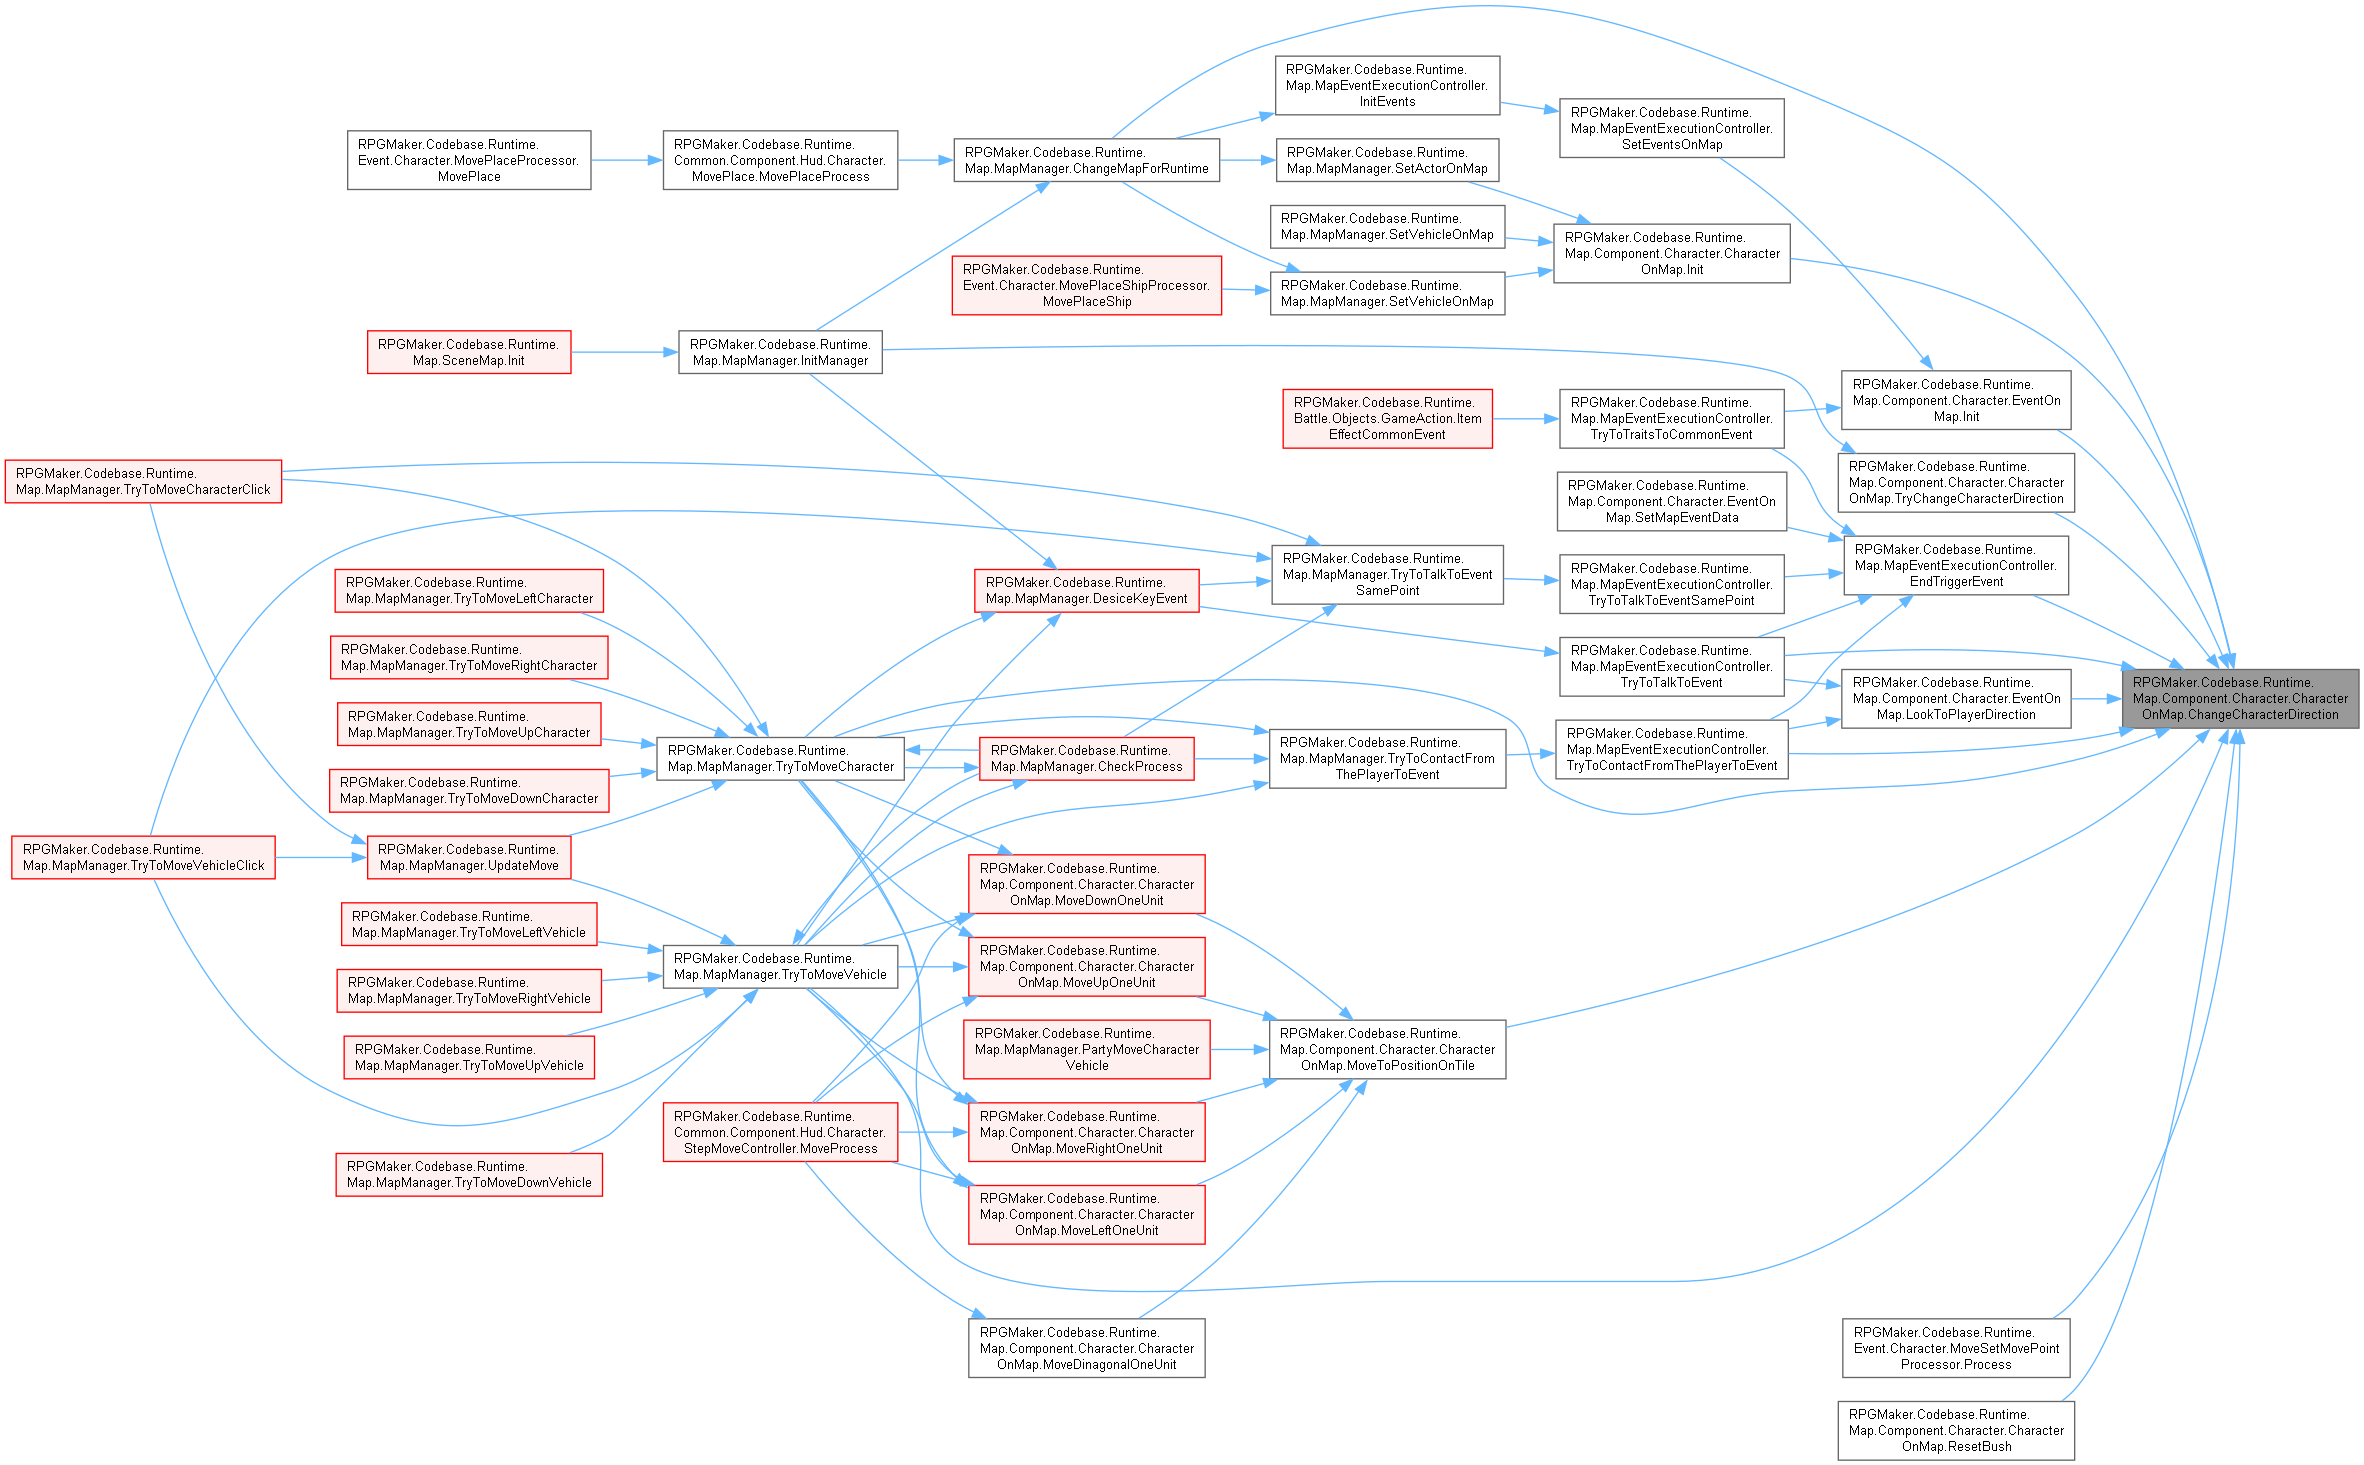 RPGMaker.Codebase.Runtime.
Map.MapEventExecutionController.
InitEvents
RPGMaker.Codebase.Runtime.
Map.MapEventExecutionController.
SetEventsOnMap
RPGMaker.Codebase.Runtime.
Event.Character.MovePlaceProcessor.
MovePlace
RPGMaker.Codebase.Runtime.
Common.Component.Hud.Character.
MovePlace.MovePlaceProcess
RPGMaker.Codebase.Runtime.
Map.MapManager.ChangeMapForRuntime
RPGMaker.Codebase.Runtime.
Map.MapManager.SetActorOnMap
RPGMaker.Codebase.Runtime.
Map.MapManager.SetVehicleOnMap
RPGMaker.Codebase.Runtime.
Map.Component.Character.Character
OnMap.Init
RPGMaker.Codebase.Runtime.
Event.Character.MovePlaceShipProcessor.
MovePlaceShip
RPGMaker.Codebase.Runtime.
Map.MapManager.SetVehicleOnMap
RPGMaker.Codebase.Runtime.
Map.SceneMap.Init
RPGMaker.Codebase.Runtime.
Map.MapManager.InitManager
RPGMaker.Codebase.Runtime.
Map.Component.Character.EventOn
Map.Init
RPGMaker.Codebase.Runtime.
Battle.Objects.GameAction.Item
EffectCommonEvent
RPGMaker.Codebase.Runtime.
Map.MapEventExecutionController.
TryToTraitsToCommonEvent
RPGMaker.Codebase.Runtime.
Map.Component.Character.Character
OnMap.TryChangeCharacterDirection
RPGMaker.Codebase.Runtime.
Map.MapManager.TryToMoveCharacterClick
RPGMaker.Codebase.Runtime.
Map.Component.Character.EventOn
Map.SetMapEventData
RPGMaker.Codebase.Runtime.
Map.MapEventExecutionController.
EndTriggerEvent
RPGMaker.Codebase.Runtime.
Map.MapManager.TryToTalkToEvent
SamePoint
RPGMaker.Codebase.Runtime.
Map.MapEventExecutionController.
TryToTalkToEventSamePoint
RPGMaker.Codebase.Runtime.
Map.MapManager.TryToMoveLeftCharacter
RPGMaker.Codebase.Runtime.
Map.MapManager.DesiceKeyEvent
RPGMaker.Codebase.Runtime.
Map.MapManager.TryToMoveRightCharacter
RPGMaker.Codebase.Runtime.
Map.MapEventExecutionController.
TryToTalkToEvent
RPGMaker.Codebase.Runtime.
Map.Component.Character.EventOn
Map.LookToPlayerDirection
RPGMaker.Codebase.Runtime.
Map.Component.Character.Character
OnMap.ChangeCharacterDirection
RPGMaker.Codebase.Runtime.
Map.MapManager.TryToMoveUpCharacter
RPGMaker.Codebase.Runtime.
Map.MapManager.TryToMoveCharacter
RPGMaker.Codebase.Runtime.
Map.MapManager.CheckProcess
RPGMaker.Codebase.Runtime.
Map.MapManager.TryToContactFrom
ThePlayerToEvent
RPGMaker.Codebase.Runtime.
Map.MapEventExecutionController.
TryToContactFromThePlayerToEvent
RPGMaker.Codebase.Runtime.
Map.MapManager.TryToMoveDownCharacter
RPGMaker.Codebase.Runtime.
Map.MapManager.TryToMoveVehicleClick
RPGMaker.Codebase.Runtime.
Map.MapManager.UpdateMove
RPGMaker.Codebase.Runtime.
Map.Component.Character.Character
OnMap.MoveDownOneUnit
RPGMaker.Codebase.Runtime.
Map.MapManager.TryToMoveLeftVehicle
RPGMaker.Codebase.Runtime.
Map.MapManager.TryToMoveVehicle
RPGMaker.Codebase.Runtime.
Map.Component.Character.Character
OnMap.MoveUpOneUnit
RPGMaker.Codebase.Runtime.
Map.MapManager.TryToMoveRightVehicle
RPGMaker.Codebase.Runtime.
Map.MapManager.PartyMoveCharacter
Vehicle
RPGMaker.Codebase.Runtime.
Map.Component.Character.Character
OnMap.MoveToPositionOnTile
RPGMaker.Codebase.Runtime.
Map.MapManager.TryToMoveUpVehicle
RPGMaker.Codebase.Runtime.
Common.Component.Hud.Character.
StepMoveController.MoveProcess
RPGMaker.Codebase.Runtime.
Map.Component.Character.Character
OnMap.MoveRightOneUnit
RPGMaker.Codebase.Runtime.
Map.MapManager.TryToMoveDownVehicle
RPGMaker.Codebase.Runtime.
Map.Component.Character.Character
OnMap.MoveLeftOneUnit
RPGMaker.Codebase.Runtime.
Map.Component.Character.Character
OnMap.MoveDinagonalOneUnit
RPGMaker.Codebase.Runtime.
Event.Character.MoveSetMovePoint
Processor.Process
RPGMaker.Codebase.Runtime.
Map.Component.Character.Character
OnMap.ResetBush